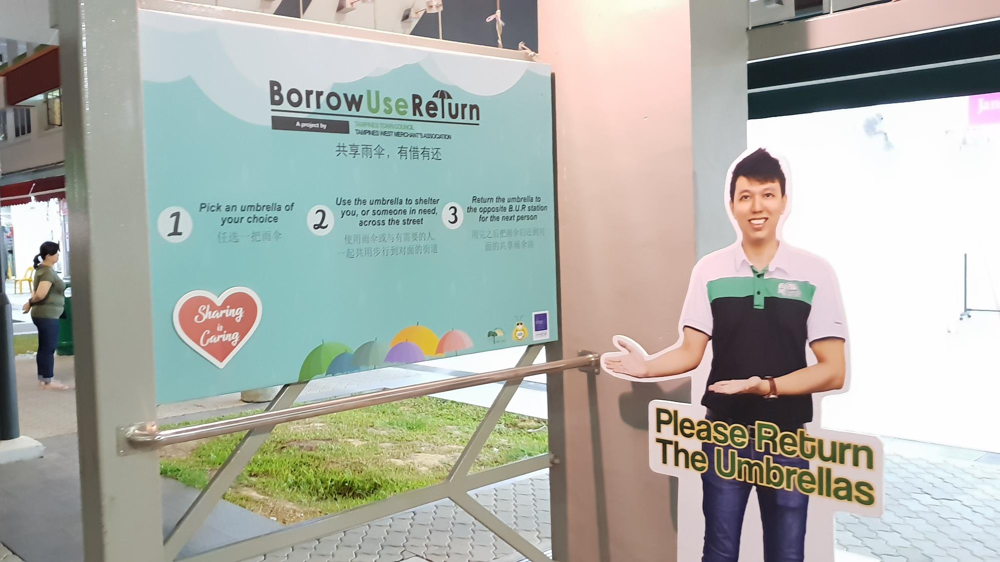 BorrowUseReturn
A project by
TAMPINES TOWN COUNCIL
TAMPINES WEST MERCHANT'S ASSOCIATION
共享雨伞，有借有还
1
Pick an umbrella of
your choice
任选一把雨伞
2
Use the umbrella to shelter
you, or someone in need,
across the street
使用雨伞或与有需要的人，
一起共用步行到对面的街道
3
Return the umbrella to
the opposite B.U.R station
for the next person
用完之后把雨伞归还到对
面的共享雨伞站
Sharing
is
Caring
Please Return
The Umbrellas
Jan